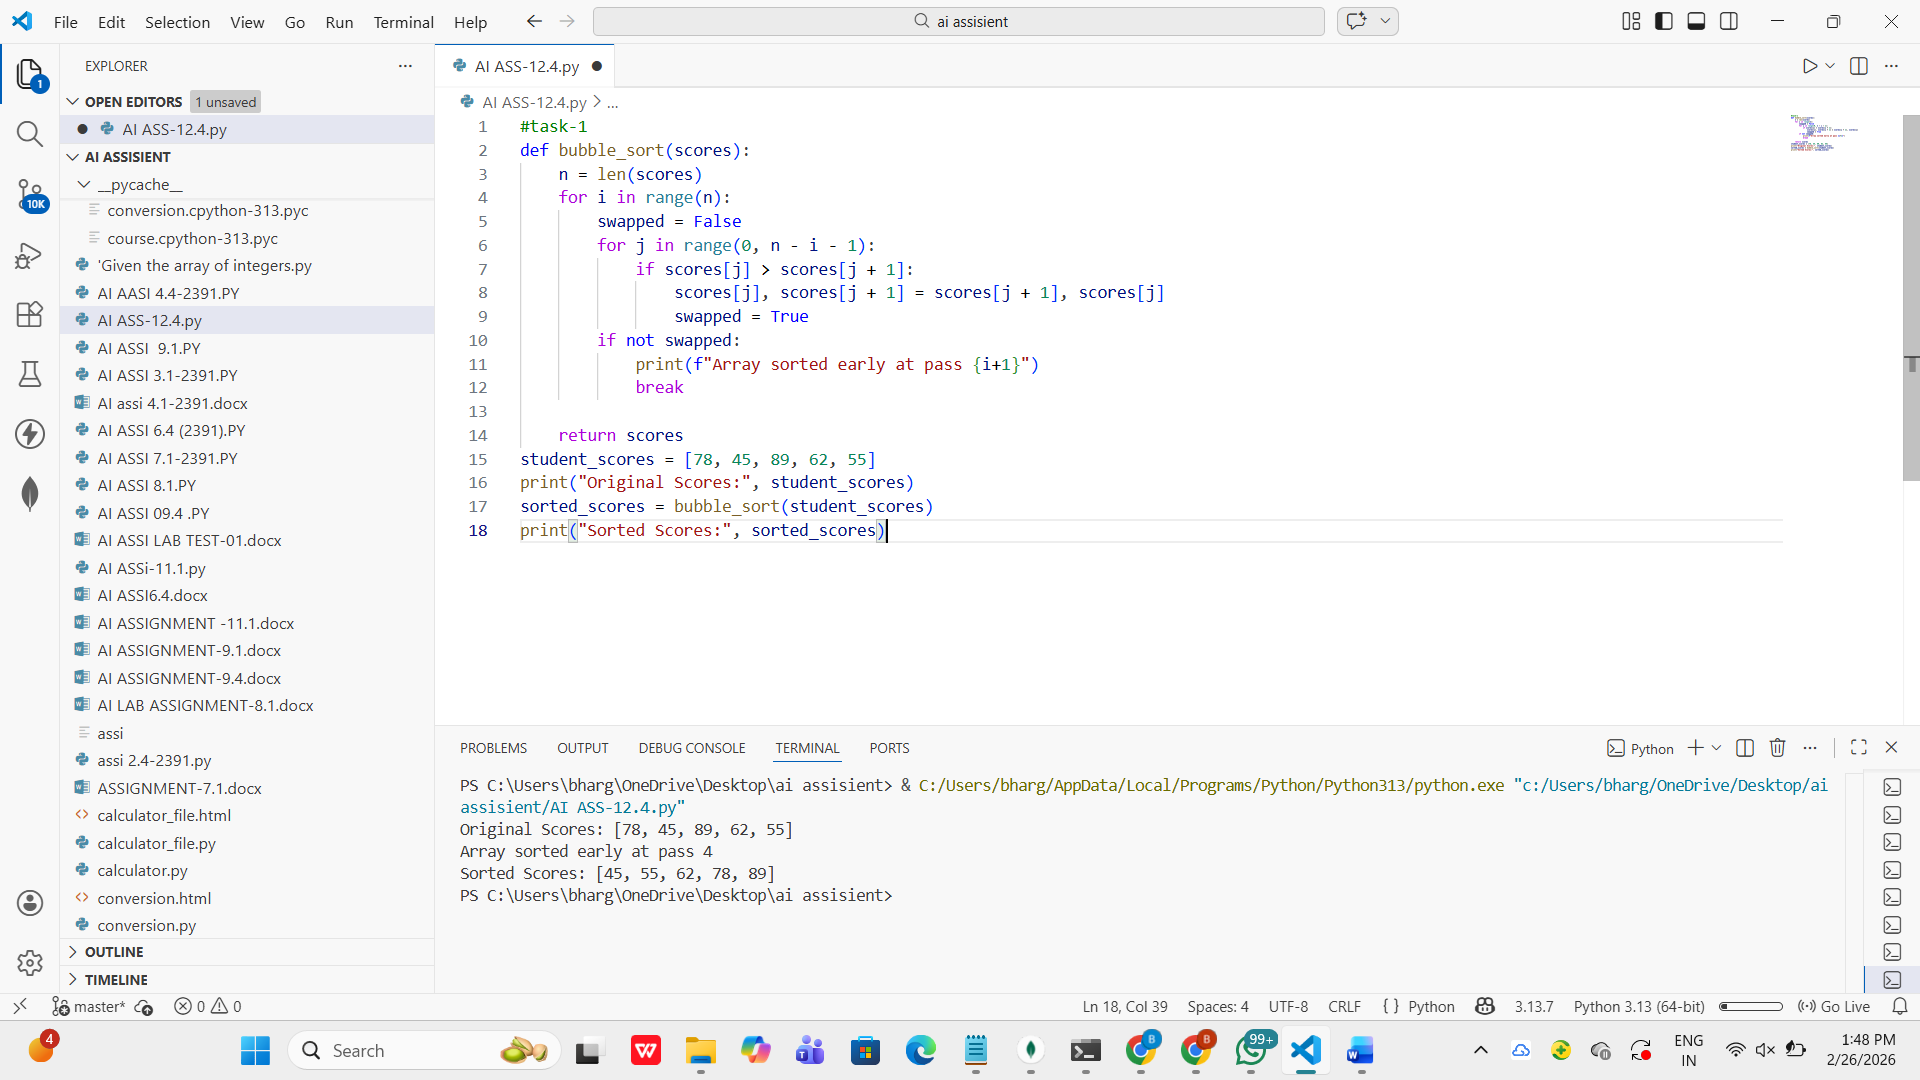 File Edit Selection View Go Run Terminal Help
ai assisient
EXPLORER
1
OPEN EDITORS 1 unsaved
AI ASS-12.4.py
AI ASSISIENT
__pycache__
10K
conversion.cpython-313.pyc
course.cpython-313.pyc
'Given the array of integers.py
AI AASI 4.4-2391.PY
AI ASS-12.4.py
AI ASSI  9.1.PY
AI ASSI 3.1-2391.PY
AI assi 4.1-2391.docx
AI ASSI 6.4 (2391).PY
AI ASSI 7.1-2391.PY
AI ASSI 8.1.PY
AI ASSI 09.4 .PY
AI ASSI LAB TEST-01.docx
AI ASSi-11.1.py
AI ASSI6.4.docx
AI ASSIGNMENT -11.1.docx
AI ASSIGNMENT-9.1.docx
AI ASSIGNMENT-9.4.docx
AI LAB ASSIGNMENT-8.1.docx
assi
assi 2.4-2391.py
ASSIGNMENT-7.1.docx
calculator_file.html
calculator_file.py
calculator.py
conversion.html
conversion.py
OUTLINE
TIMELINE
AI ASS-12.4.py
AI ASS-12.4.py > ...
1 #task-1
2 def bubble_sort(scores):
3     n = len(scores)
4     for i in range(n):
5         swapped = False
6         for j in range(0, n - i - 1):
7             if scores[j] > scores[j + 1]:
8                 scores[j], scores[j + 1] = scores[j + 1], scores[j]
9                 swapped = True
10         if not swapped:
11             print(f"Array sorted early at pass {i+1}")
12             break
13
14     return scores
15 student_scores = [78, 45, 89, 62, 55]
16 print("Original Scores:", student_scores)
17 sorted_scores = bubble_sort(student_scores)
18 print("Sorted Scores:", sorted_scores)
PROBLEMS OUTPUT DEBUG CONSOLE TERMINAL PORTS
Python
PS C:\Users\bharg\OneDrive\Desktop\ai assisient> & C:/Users/bharg/AppData/Local/Programs/Python/Python313/python.exe "c:/Users/bharg/OneDrive/Desktop/ai
assisient/AI ASS-12.4.py"
Original Scores: [78, 45, 89, 62, 55]
Array sorted early at pass 4
Sorted Scores: [45, 55, 62, 78, 89]
PS C:\Users\bharg\OneDrive\Desktop\ai assisient>
master* 0 0
Ln 18, Col 39 Spaces: 4 UTF-8 CRLF { } Python 3.13.7 Python 3.13 (64-bit) Go Live
4
Search
W
T
B
B
99+
W
ENG
IN
1:48 PM
2/26/2026